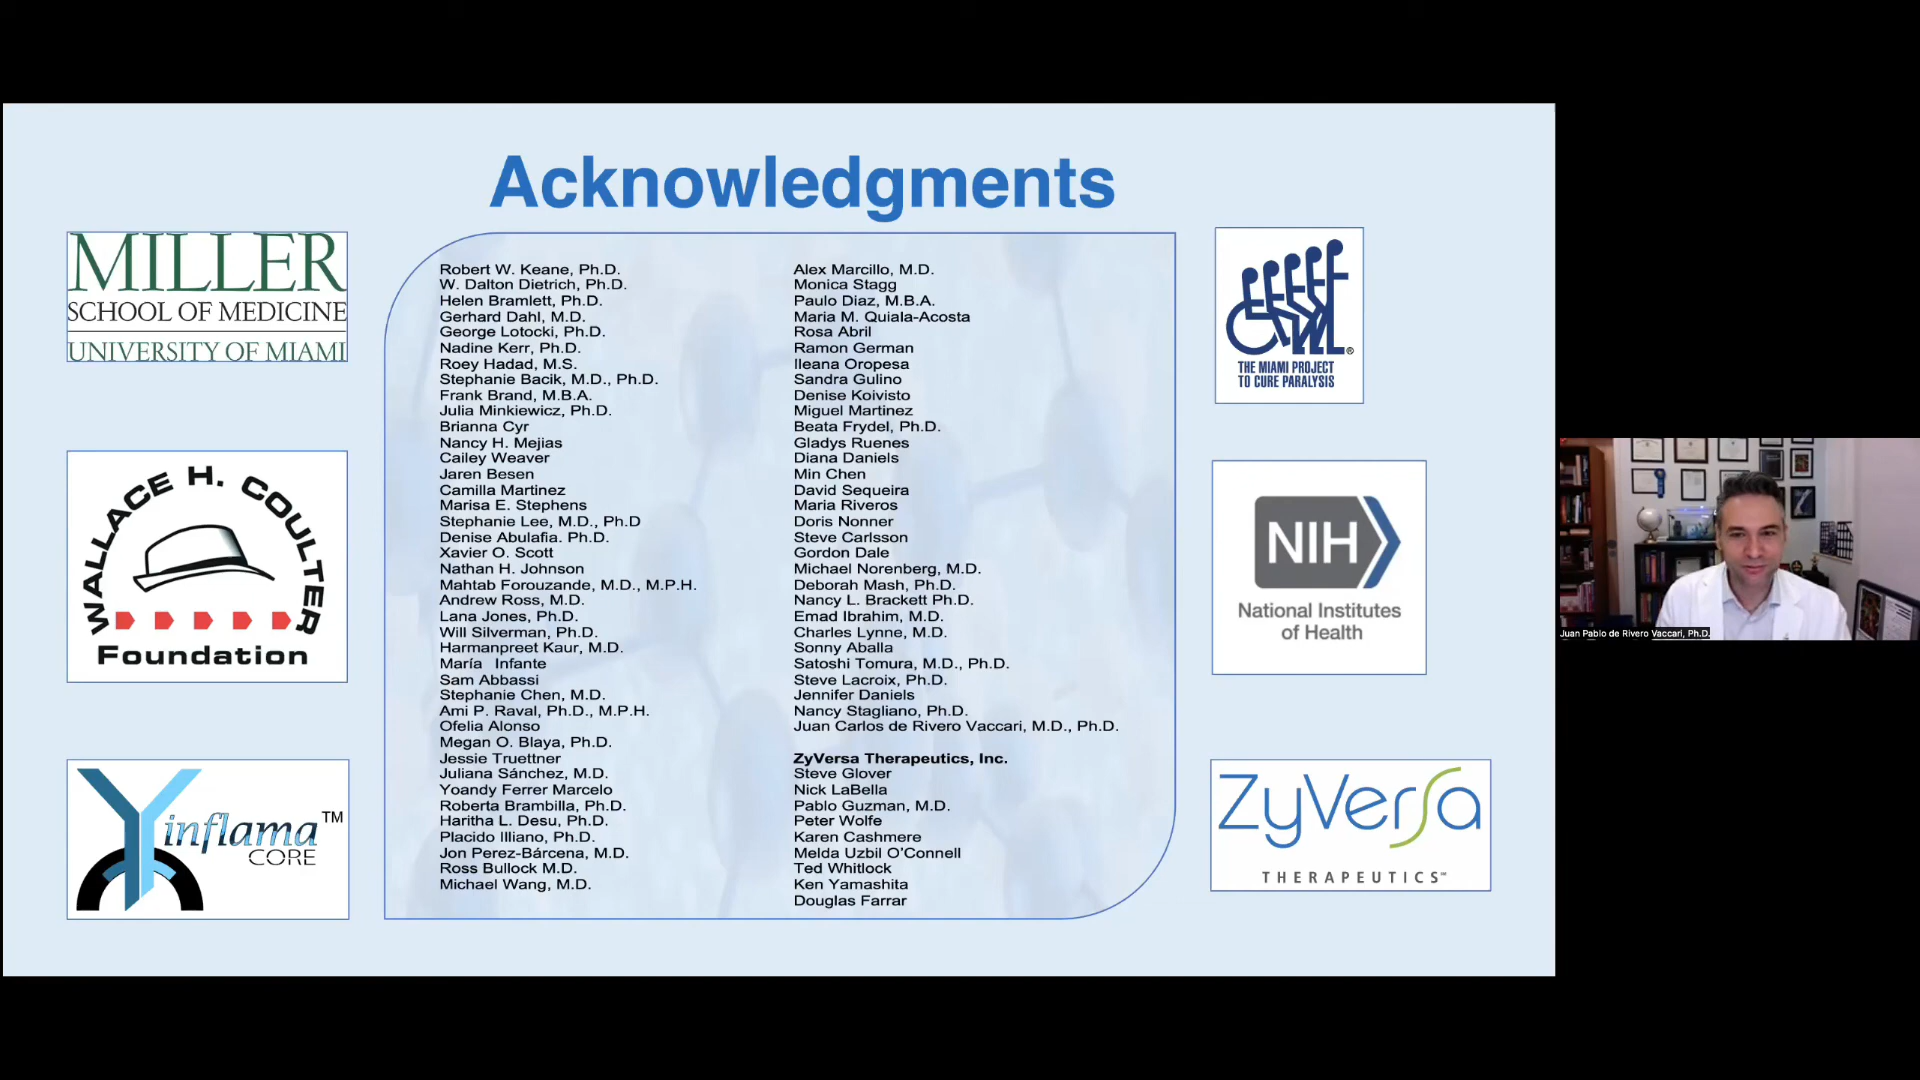 Acknowledgments
MILLER
SCHOOL OF MEDICINE
UNIVERSITY OF MIAMI
WALLACE H. COULTER
Foundation
inflama™
CORE
Robert W. Keane, Ph.D.
W. Dalton Dietrich, Ph.D.
Helen Bramlett, Ph.D.
Gerhard Dahl, M.D.
George Lotocki, Ph.D.
Nadine Kerr, Ph.D.
Roey Hadad, M.S.
Stephanie Bacik, M.D., Ph.D.
Frank Brand, M.B.A.
Julia Minkiewicz, Ph.D.
Brianna Cyr
Nancy H. Mejias
Cailey Weaver
Jaren Besen
Camilla Martinez
Marisa E. Stephens
Stephanie Lee, M.D., Ph.D
Denise Abulafia. Ph.D.
Xavier O. Scott
Nathan H. Johnson
Mahtab Forouzande, M.D., M.P.H.
Andrew Ross, M.D.
Lana Jones, Ph.D.
Will Silverman, Ph.D.
Harmanpreet Kaur, M.D.
María Infante
Sam Abbassi
Stephanie Chen, M.D.
Ami P. Raval, Ph.D., M.P.H.
Ofelia Alonso
Megan O. Blaya, Ph.D.
Jessie Truettner
Juliana Sánchez, M.D.
Yoandy Ferrer Marcelo
Roberta Brambilla, Ph.D.
Haritha L. Desu, Ph.D.
Placido Illiano, Ph.D.
Jon Perez-Bárcena, M.D.
Ross Bullock M.D.
Michael Wang, M.D.
Alex Marcillo, M.D.
Monica Stagg
Paulo Diaz, M.B.A.
Maria M. Quiala-Acosta
Rosa Abril
Ramon German
Ileana Oropesa
Sandra Gulino
Denise Koivisto
Miguel Martinez
Beata Frydel, Ph.D.
Gladys Ruenes
Diana Daniels
Min Chen
David Sequeira
Maria Riveros
Doris Nonner
Steve Carlsson
Gordon Dale
Michael Norenberg, M.D.
Deborah Mash, Ph.D.
Nancy L. Brackett Ph.D.
Emad Ibrahim, M.D.
Charles Lynne, M.D.
Sonny Aballa
Satoshi Tomura, M.D., Ph.D.
Steve Lacroix, Ph.D.
Jennifer Daniels
Nancy Stagliano, Ph.D.
Juan Carlos de Rivero Vaccari, M.D., Ph.D.
ZyVersa Therapeutics, Inc.
Steve Glover
Nick LaBella
Pablo Guzman, M.D.
Peter Wolfe
Karen Cashmere
Melda Uzbil O'Connell
Ted Whitlock
Ken Yamashita
Douglas Farrar
®
THE MIAMI PROJECT
TO CURE PARALYSIS
NIH
National Institutes
of Health
ZyVersa
THERAPEUTICS℠
Juan Pablo de Rivero Vaccari, Ph.D.